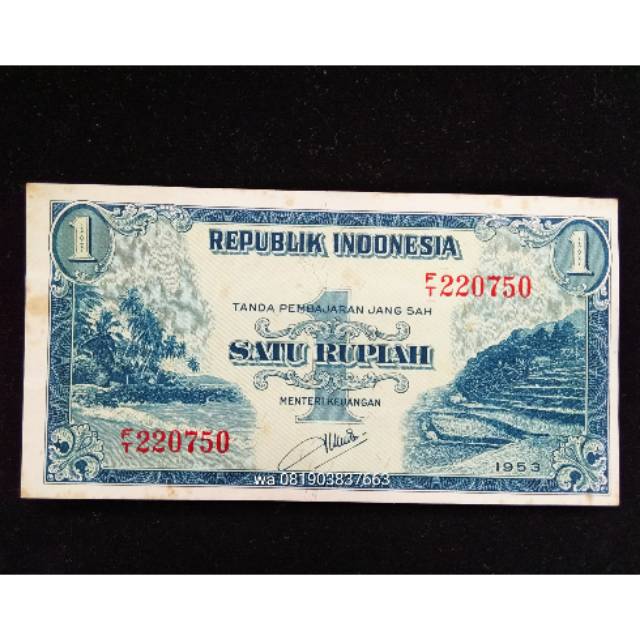 1
REPUBLIK INDONESIA
1
F/T 220750
TANDA PEMBAJARAN JANG SAH
1
SATU RUPIAH
MENTERI KEUANGAN
F/T 220750
1953
wa 081903837663